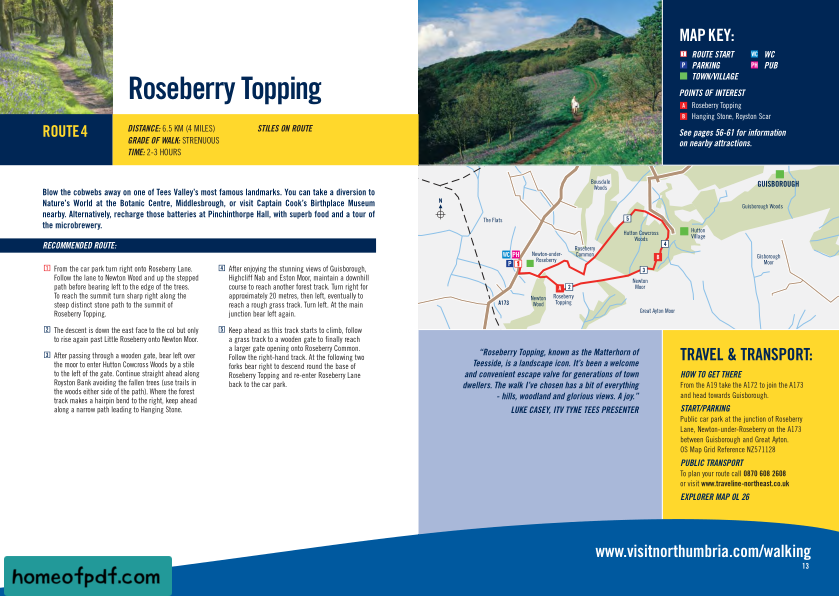 Roseberry Topping
ROUTE 4
DISTANCE: 6.5 KM (4 MILES)
GRADE OF WALK: STRENUOUS
TIME: 2-3 HOURS
STILES ON ROUTE
Blow the cobwebs away on one of Tees Valley's most famous landmarks. You can take a diversion to
Nature's World at the Botanic Centre, Middlesbrough, or visit Captain Cook's Birthplace Museum
nearby. Alternatively, recharge those batteries at Pinchinthorpe Hall, with superb food and a tour of
the microbrewery.
RECOMMENDED ROUTE:
1 From the car park turn right onto Roseberry Lane.
Follow the lane to Newton Wood and up the stepped
path before bearing left to the edge of the trees.
To reach the summit turn sharp right along the
steep distinct stone path to the summit of
Roseberry Topping.
2 The descent is down the east face to the col but only
to rise again past Little Roseberry onto Newton Moor.
3 After passing through a wooden gate, bear left over
the moor to enter Hutton Cowcross Woods by a stile
to the left of the gate. Continue straight ahead along
Royston Bank avoiding the fallen trees (use trails in
the woods either side of the path). Where the forest
track makes a hairpin bend to the right, keep ahead
along a narrow path leading to Hanging Stone.
4 After enjoying the stunning views of Guisborough,
Highcliff Nab and Eston Moor, maintain a downhill
course to reach another forest track. Turn right for
approximately 20 metres, then left, eventually to
reach a rough grass track. Turn left. At the main
junction bear left again.
5 Keep ahead as this track starts to climb, follow
a grass track to a wooden gate to finally reach
a larger gate opening onto Roseberry Common.
Follow the right-hand track. At the following two
forks bear right to descend round the base of
Roseberry Topping and re-enter Roseberry Lane
back to the car park.
MAP KEY:
ROUTE START
WC WC
P PARKING
PH PUB
TOWN/VILLAGE
POINTS OF INTEREST
A Roseberry Topping
B Hanging Stone, Royston Scar
See pages 56-61 for information
on nearby attractions.
N
The Flats
Bousdale
Woods
GUISBOROUGH
Guisborough Woods
5
Hutton Cowcross
Woods
Hutton
Village
4
WC PH
P 1
Newton-under-
Roseberry
Roseberry
Common
B
Gisborough
Moor
3
Newton
Moor
A 2
Roseberry
Topping
Newton
Wood
A173
Great Ayton Moor
"Roseberry Topping, known as the Matterhorn of
Teesside, is a landscape icon. It's been a welcome
and convenient escape valve for generations of town
dwellers. The walk I've chosen has a bit of everything
– hills, woodland and glorious views. A joy."
LUKE CASEY, ITV TYNE TEES PRESENTER
TRAVEL & TRANSPORT:
HOW TO GET THERE
From the A19 take the A172 to join the A173
and head towards Guisborough.
START/PARKING
Public car park at the junction of Roseberry
Lane, Newton-under-Roseberry on the A173
between Guisborough and Great Ayton.
OS Map Grid Reference NZ571128
PUBLIC TRANSPORT
To plan your route call 0870 608 2608
or visit www.traveline-northeast.co.uk
EXPLORER MAP OL 26
www.visitnorthumbria.com/walking
13
homeofpdf.com